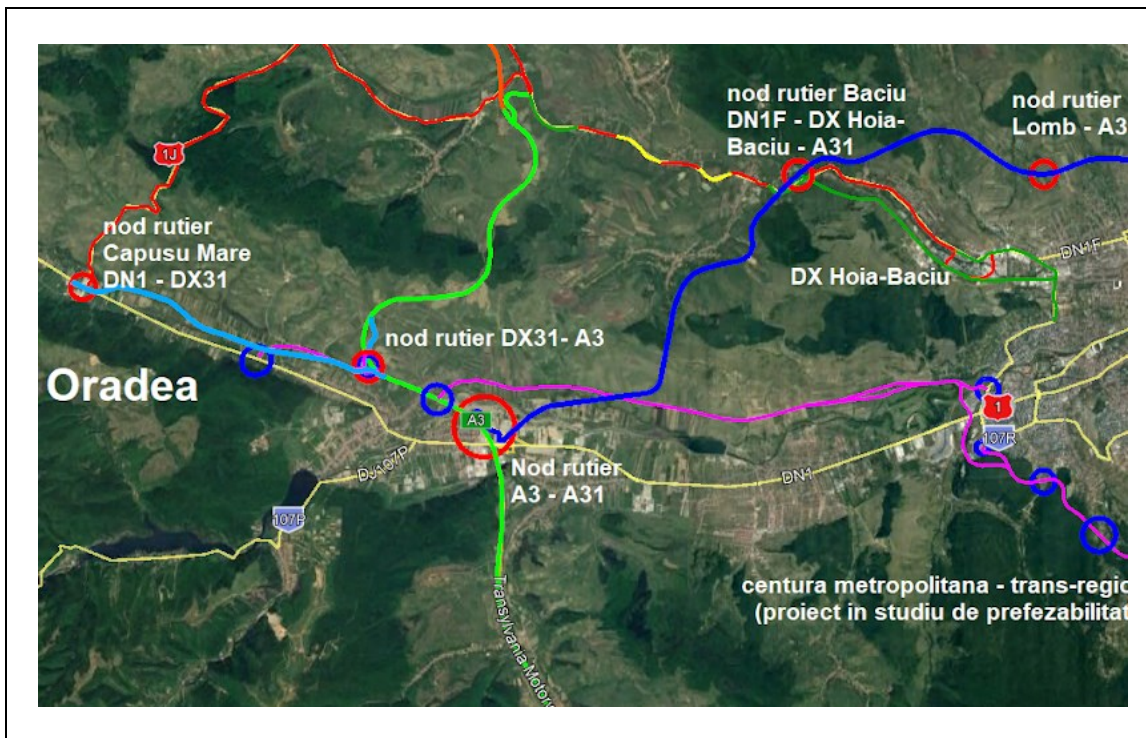 nod rutier Baciu
DN1F - DX Hoia-
Baciu - A31
nod rutier
Lomb - A3
1J
nod rutier
Capusu Mare
DN1 - DX31
DN1F
DX Hoia-Baciu
nod rutier DX31- A3
Oradea
A3
1
107R
DJ107P
Nod rutier
A3 - A31
DN1
107P
centura metropolitana - trans-regio
(proiect in studiu de prefezabilitat
Transylvania Motorw